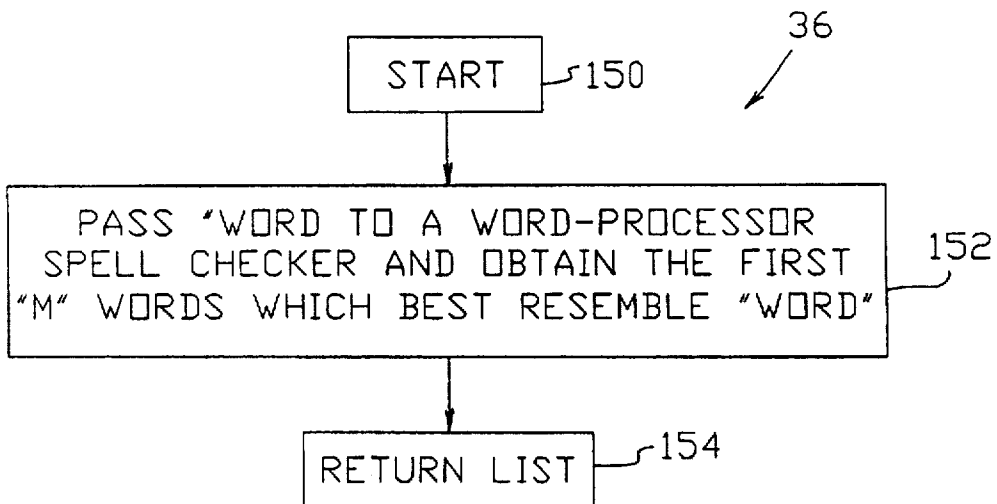 36
START
150
PASS "WORD TO A WORD-PROCESSOR
SPELL CHECKER AND OBTAIN THE FIRST
"M" WORDS WHICH BEST RESEMBLE "WORD"
152
RETURN LIST
154